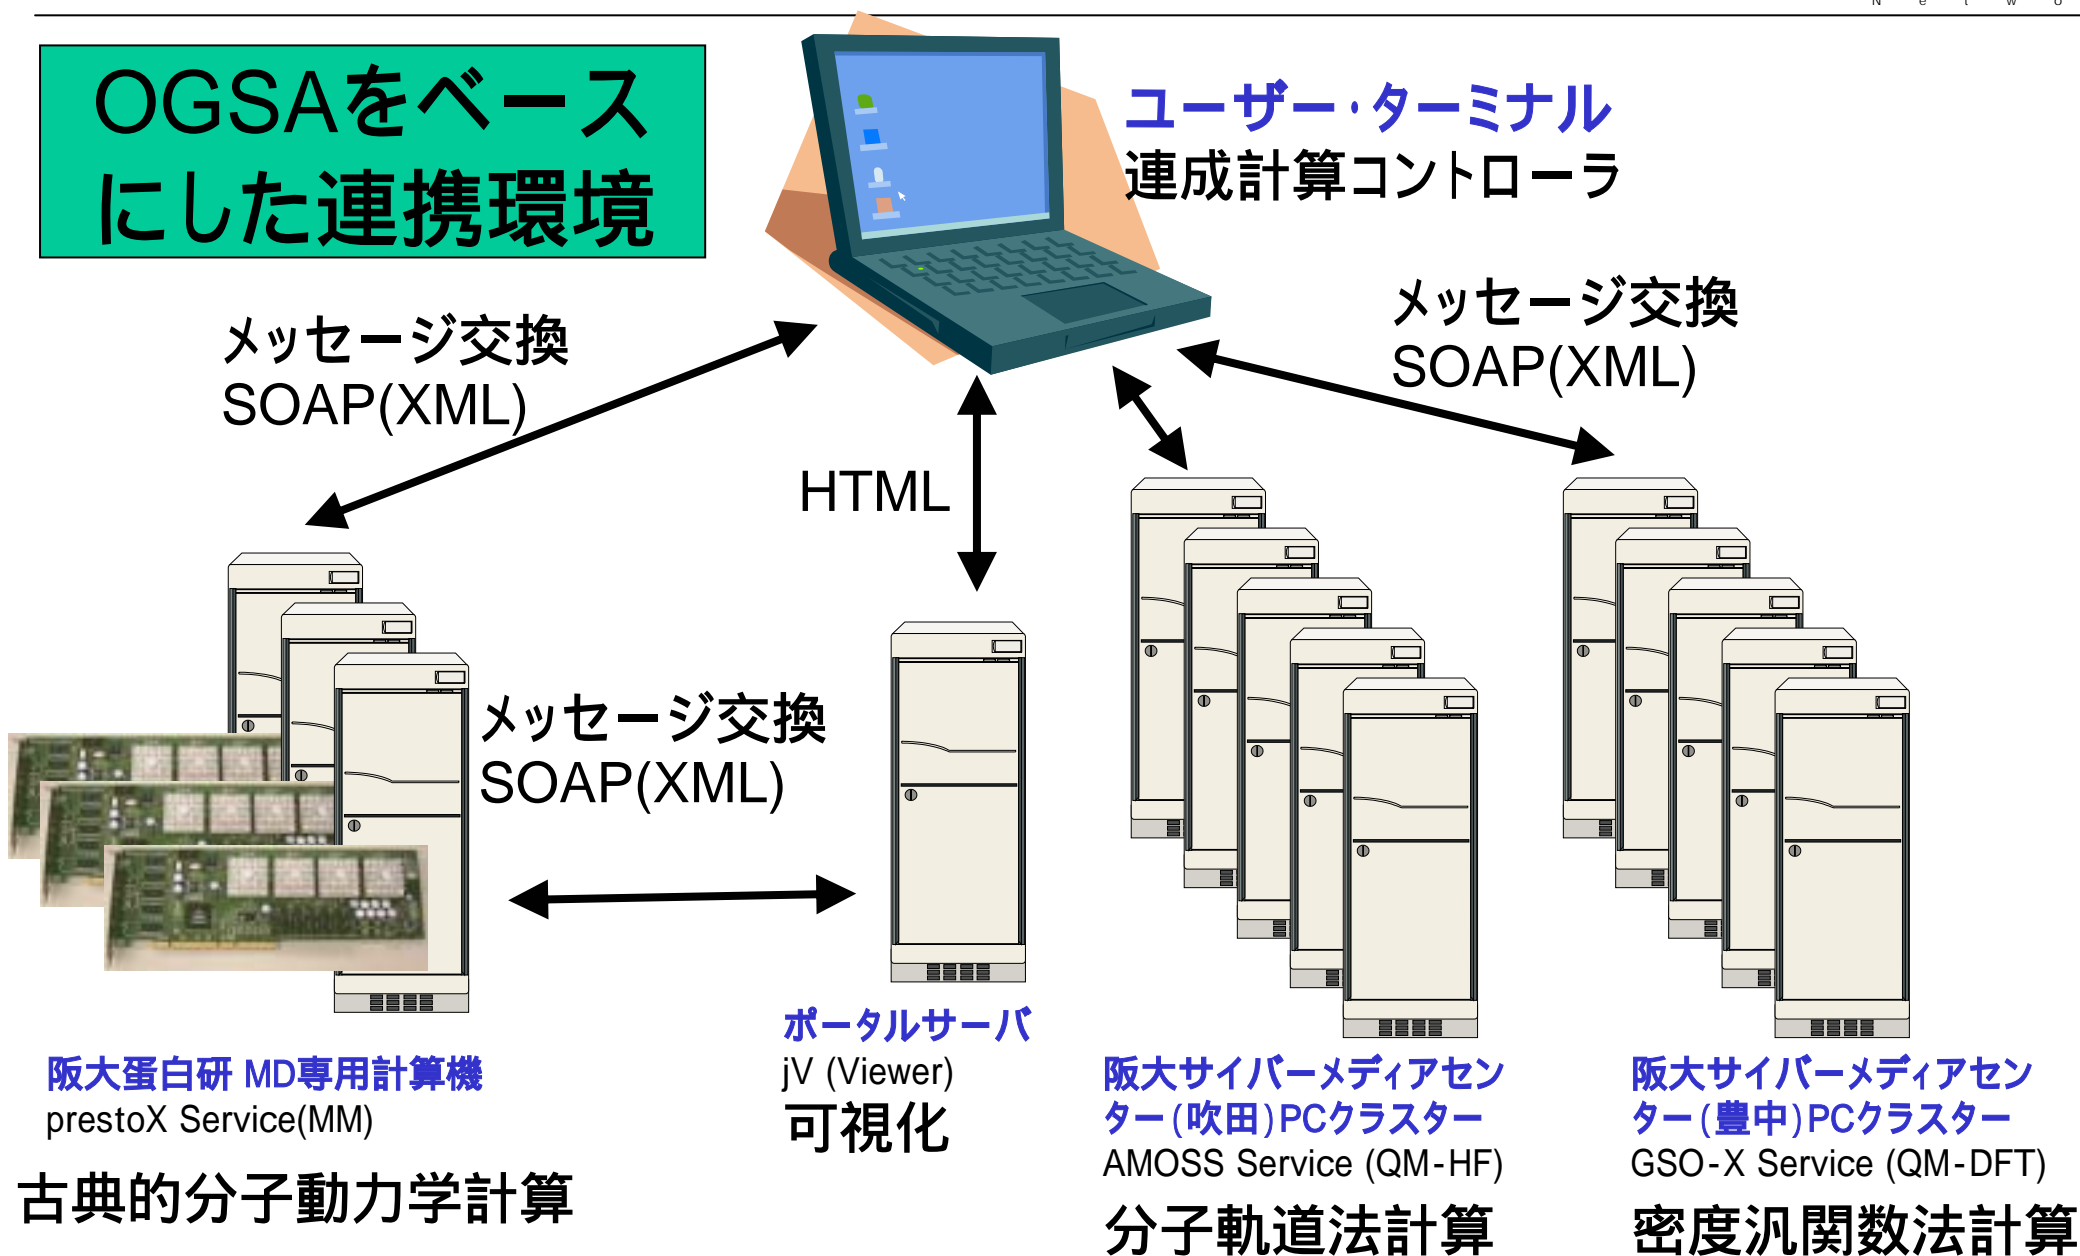 N e t w o
OGSAをベース
にした連携環境
ユーザー・ターミナル
連成計算コントローラ
メッセージ交換
SOAP(XML)
メッセージ交換
SOAP(XML)
HTML
メッセージ交換
SOAP(XML)
阪大蛋白研 MD専用計算機
prestoX Service(MM)
古典的分子動力学計算
ポータルサーバ
jV (Viewer)
可視化
阪大サイバーメディアセン
ター(吹田)PCクラスター
AMOSS Service (QM-HF)
分子軌道法計算
阪大サイバーメディアセン
ター(豊中)PCクラスター
GSO-X Service (QM-DFT)
密度汎関数法計算